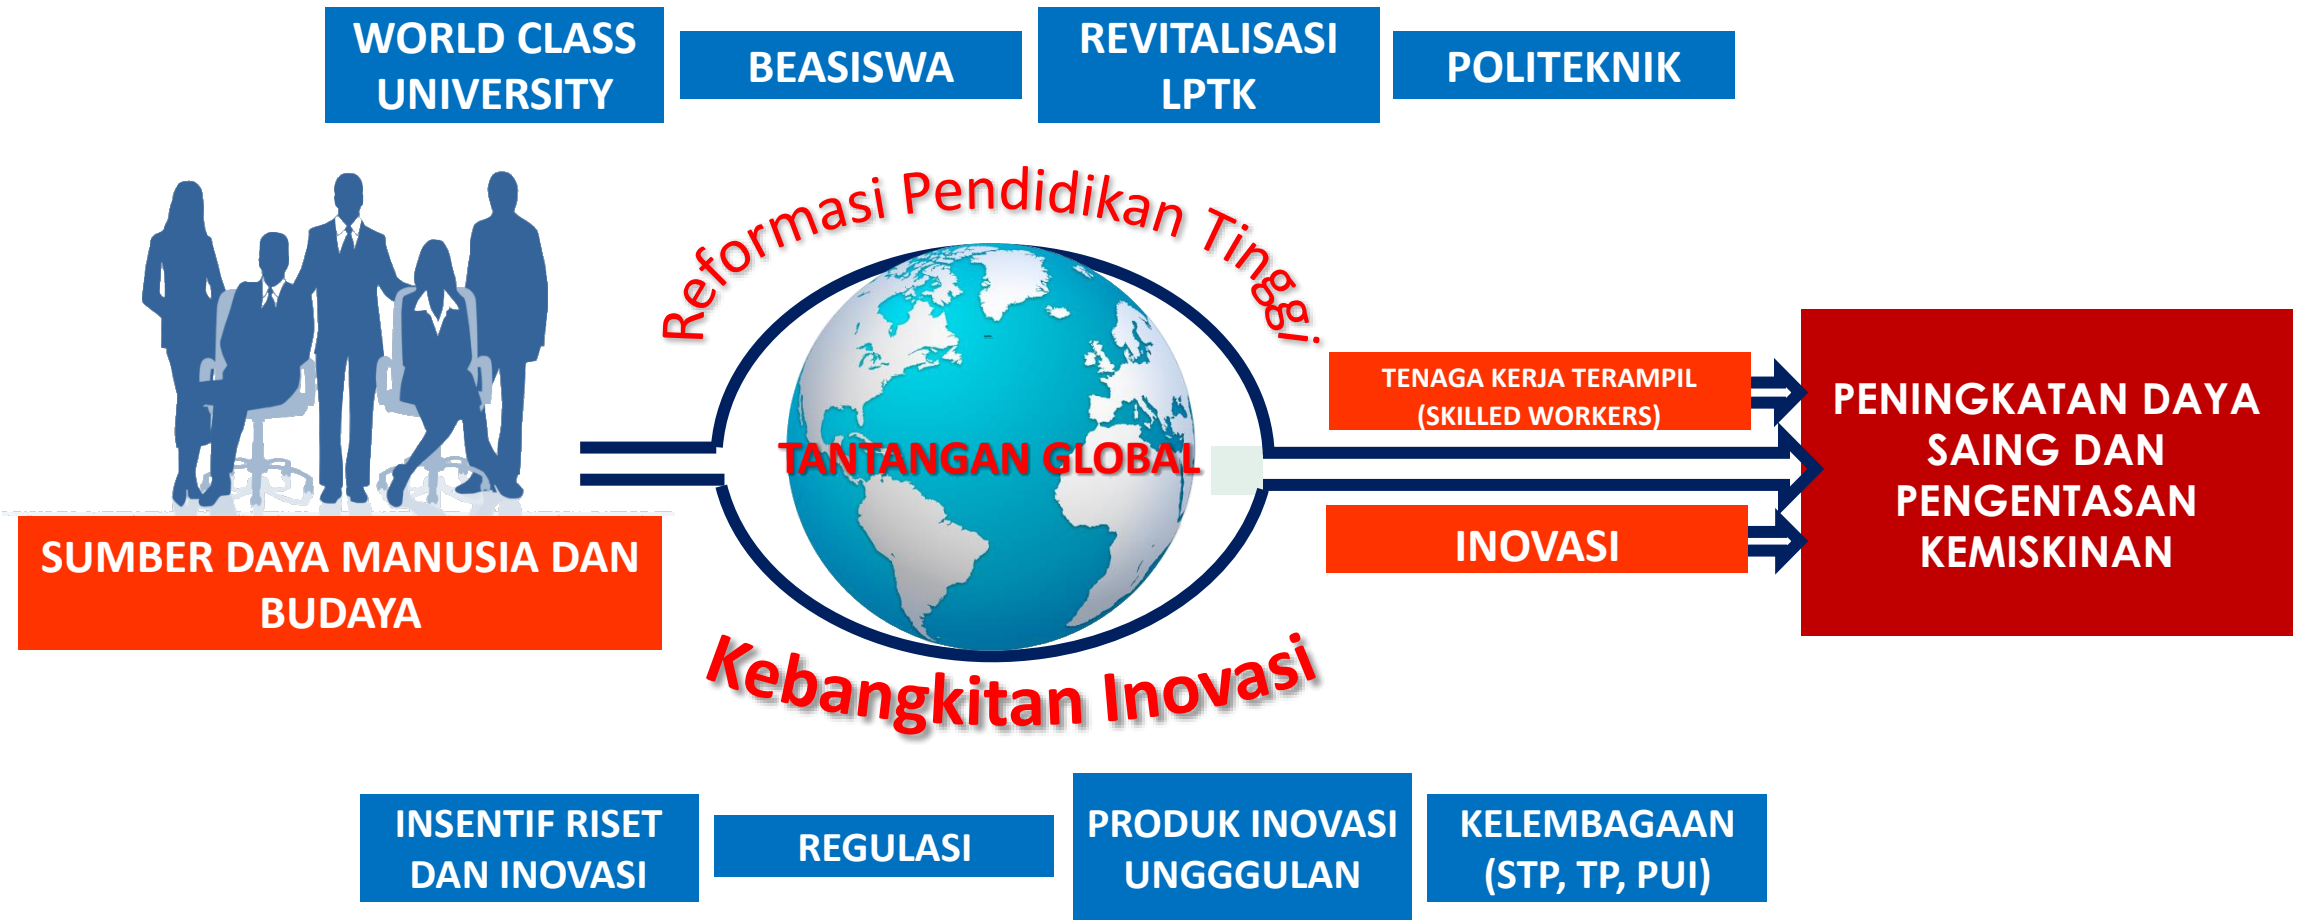 WORLD CLASS
UNIVERSITY
BEASISWA
REVITALISASI
LPTK
POLITEKNIK
Reformasi Pendidikan Tinggi
TANTANGAN GLOBAL
Kebangkitan Inovasi
SUMBER DAYA MANUSIA DAN
BUDAYA
TENAGA KERJA TERAMPIL
(SKILLED WORKERS)
INOVASI
PENINGKATAN DAYA
SAING DAN
PENGENTASAN
KEMISKINAN
INSENTIF RISET
DAN INOVASI
REGULASI
PRODUK INOVASI
UNGGGULAN
KELEMBAGAAN
(STP, TP, PUI)